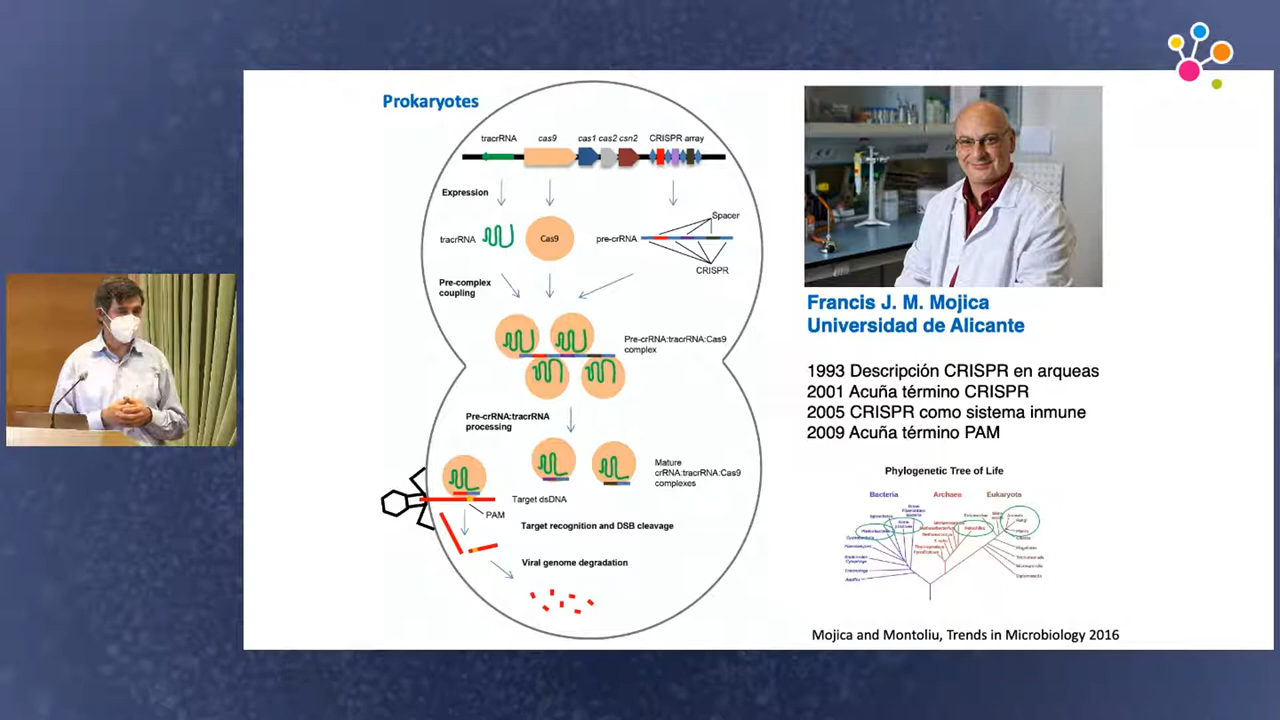 Prokaryotes
tracrRNA
cas9
cas1 cas2 csn2
CRISPR array
Expression
tracrRNA
Cas9
pre-crRNA
Spacer
CRISPR
Pre-complex
coupling
Pre-crRNA:tracrRNA:Cas9
complex
Pre-crRNA:tracrRNA
processing
Mature
crRNA:tracrRNA:Cas9
complexes
Target dsDNA
PAM
Target recognition and DSB cleavage
Viral genome degradation
Francis J. M. Mojica
Universidad de Alicante
1993 Descripción CRISPR en arqueas
2001 Acuña término CRISPR
2005 CRISPR como sistema inmune
2009 Acuña término PAM
Phylogenetic Tree of Life
Bacteria
Archaea
Eukaryota
Mojica and Montoliu, Trends in Microbiology 2016